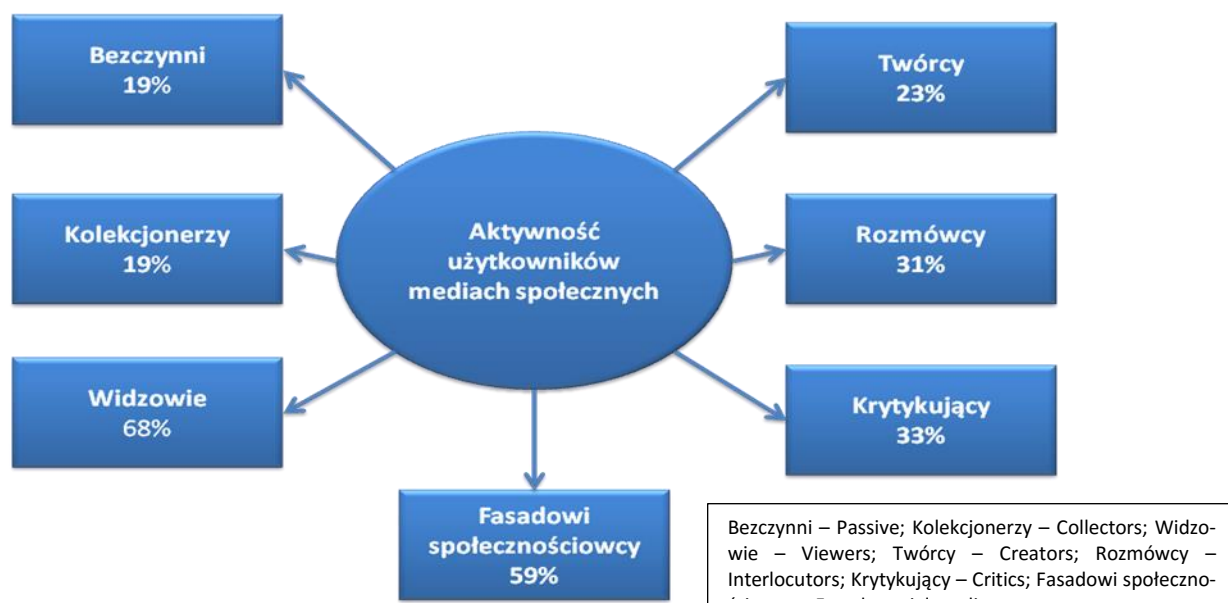 Bezczynni
19%
Twórcy
23%
Kolekcjonerzy
19%
Aktywność
użytkowników
mediach społecznych
Rozmówcy
31%
Widzowie
68%
Krytykujący
33%
Fasadowi
społecznościowcy
59%
Bezczynni – Passive; Kolekcjonerzy – Collectors; Widzo-
wie – Viewers; Twórcy – Creators; Rozmówcy –
Interlocutors; Krytykujący – Critics; Fasadowi społeczno-